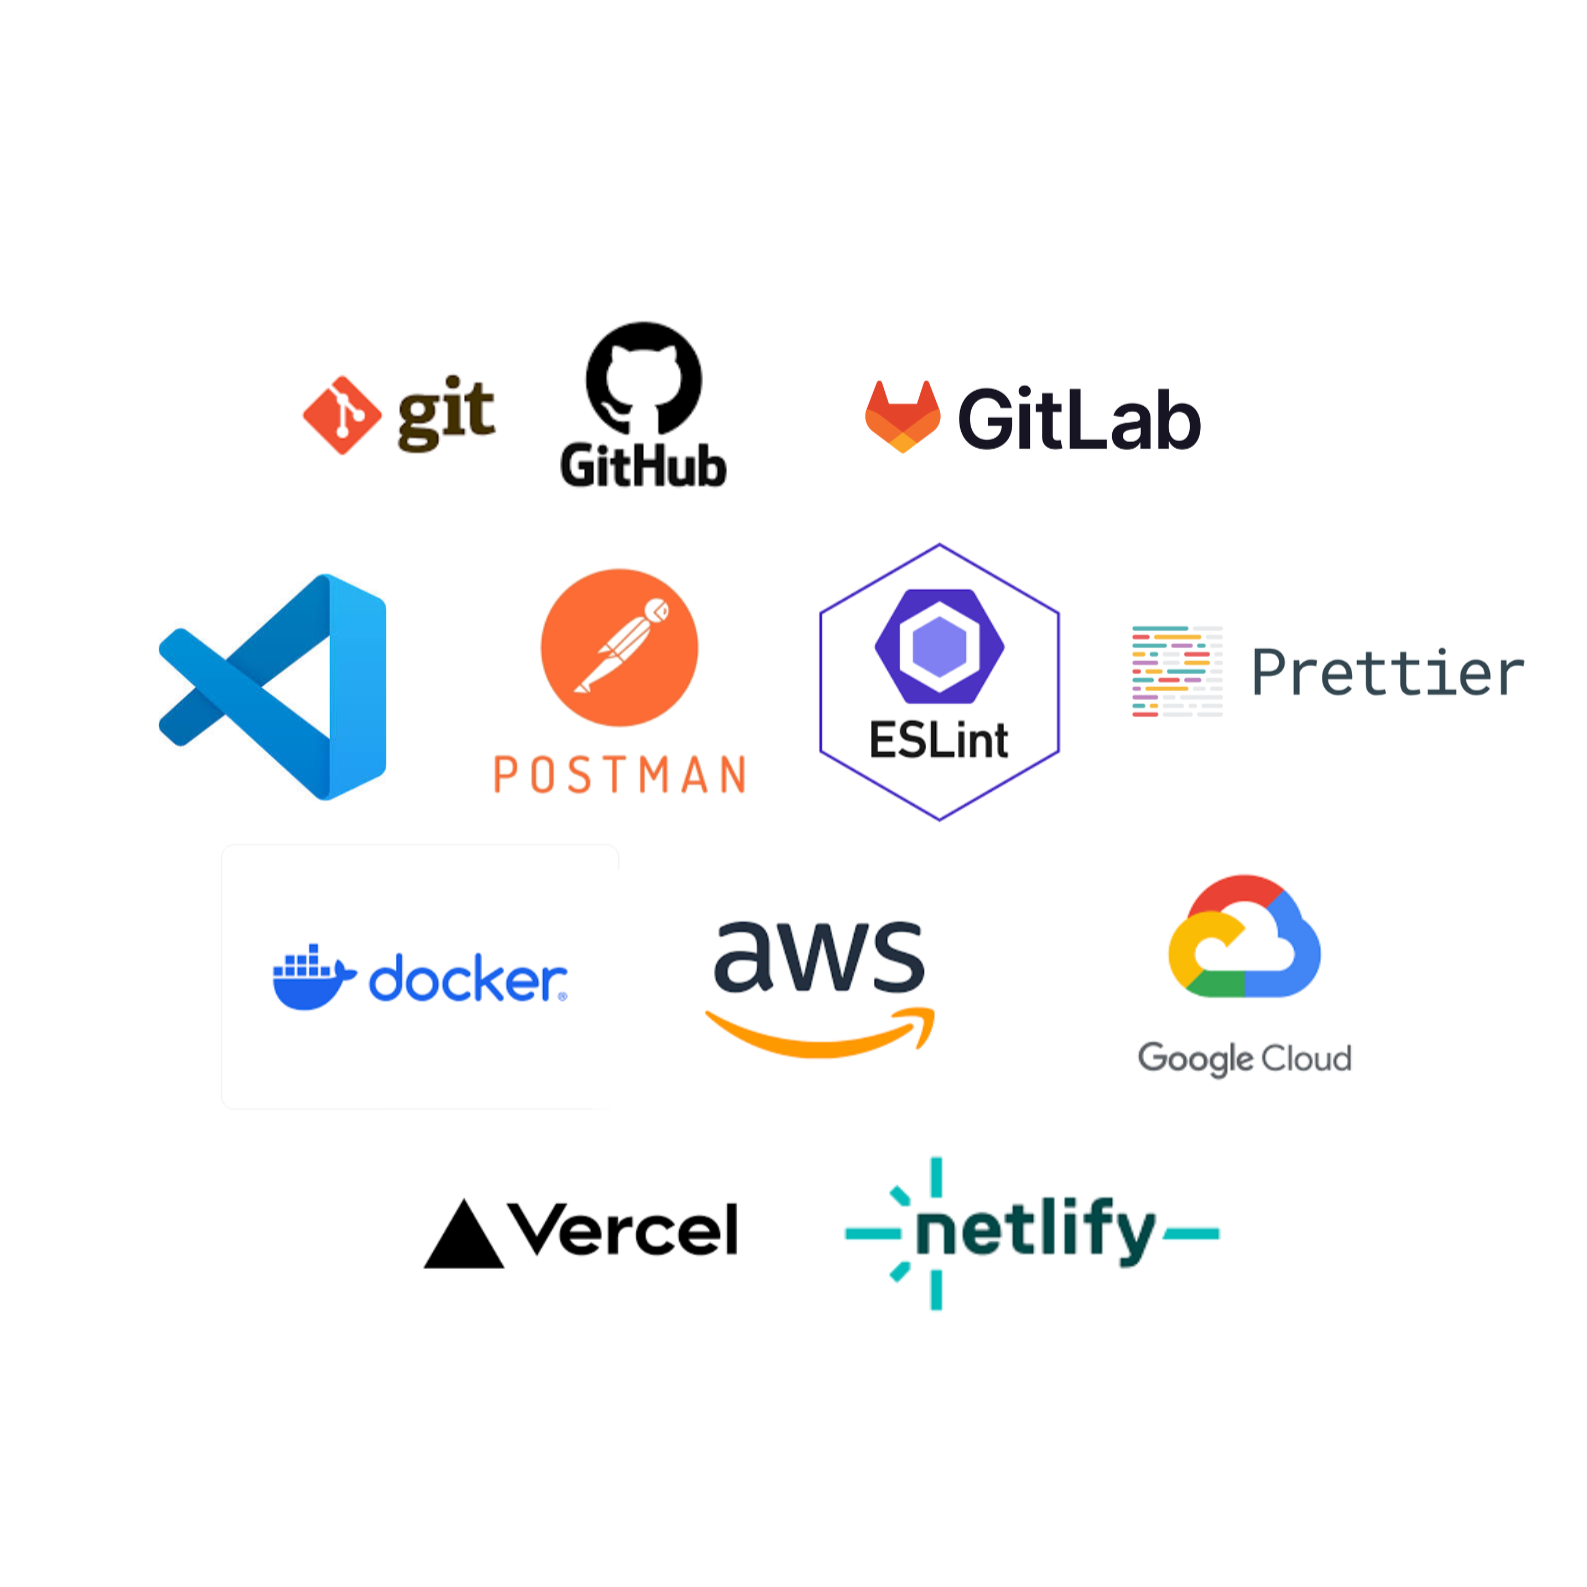 git
GitHub
GitLab
POSTMAN
ESLint
Prettier
docker®
aws
Google Cloud
Vercel
netlify